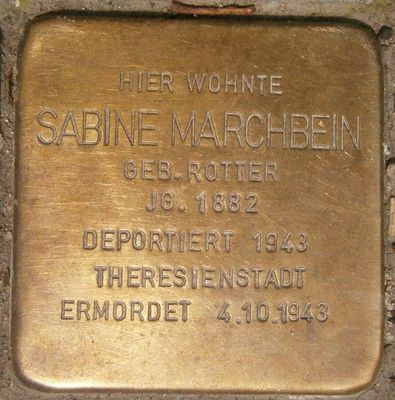 HIER WOHNTE
SABINE MARCHBEIN
GEB. ROTTER
JG. 1882
DEPORTIERT 1943
THERESIENSTADT
ERMORDET 4.10.1943